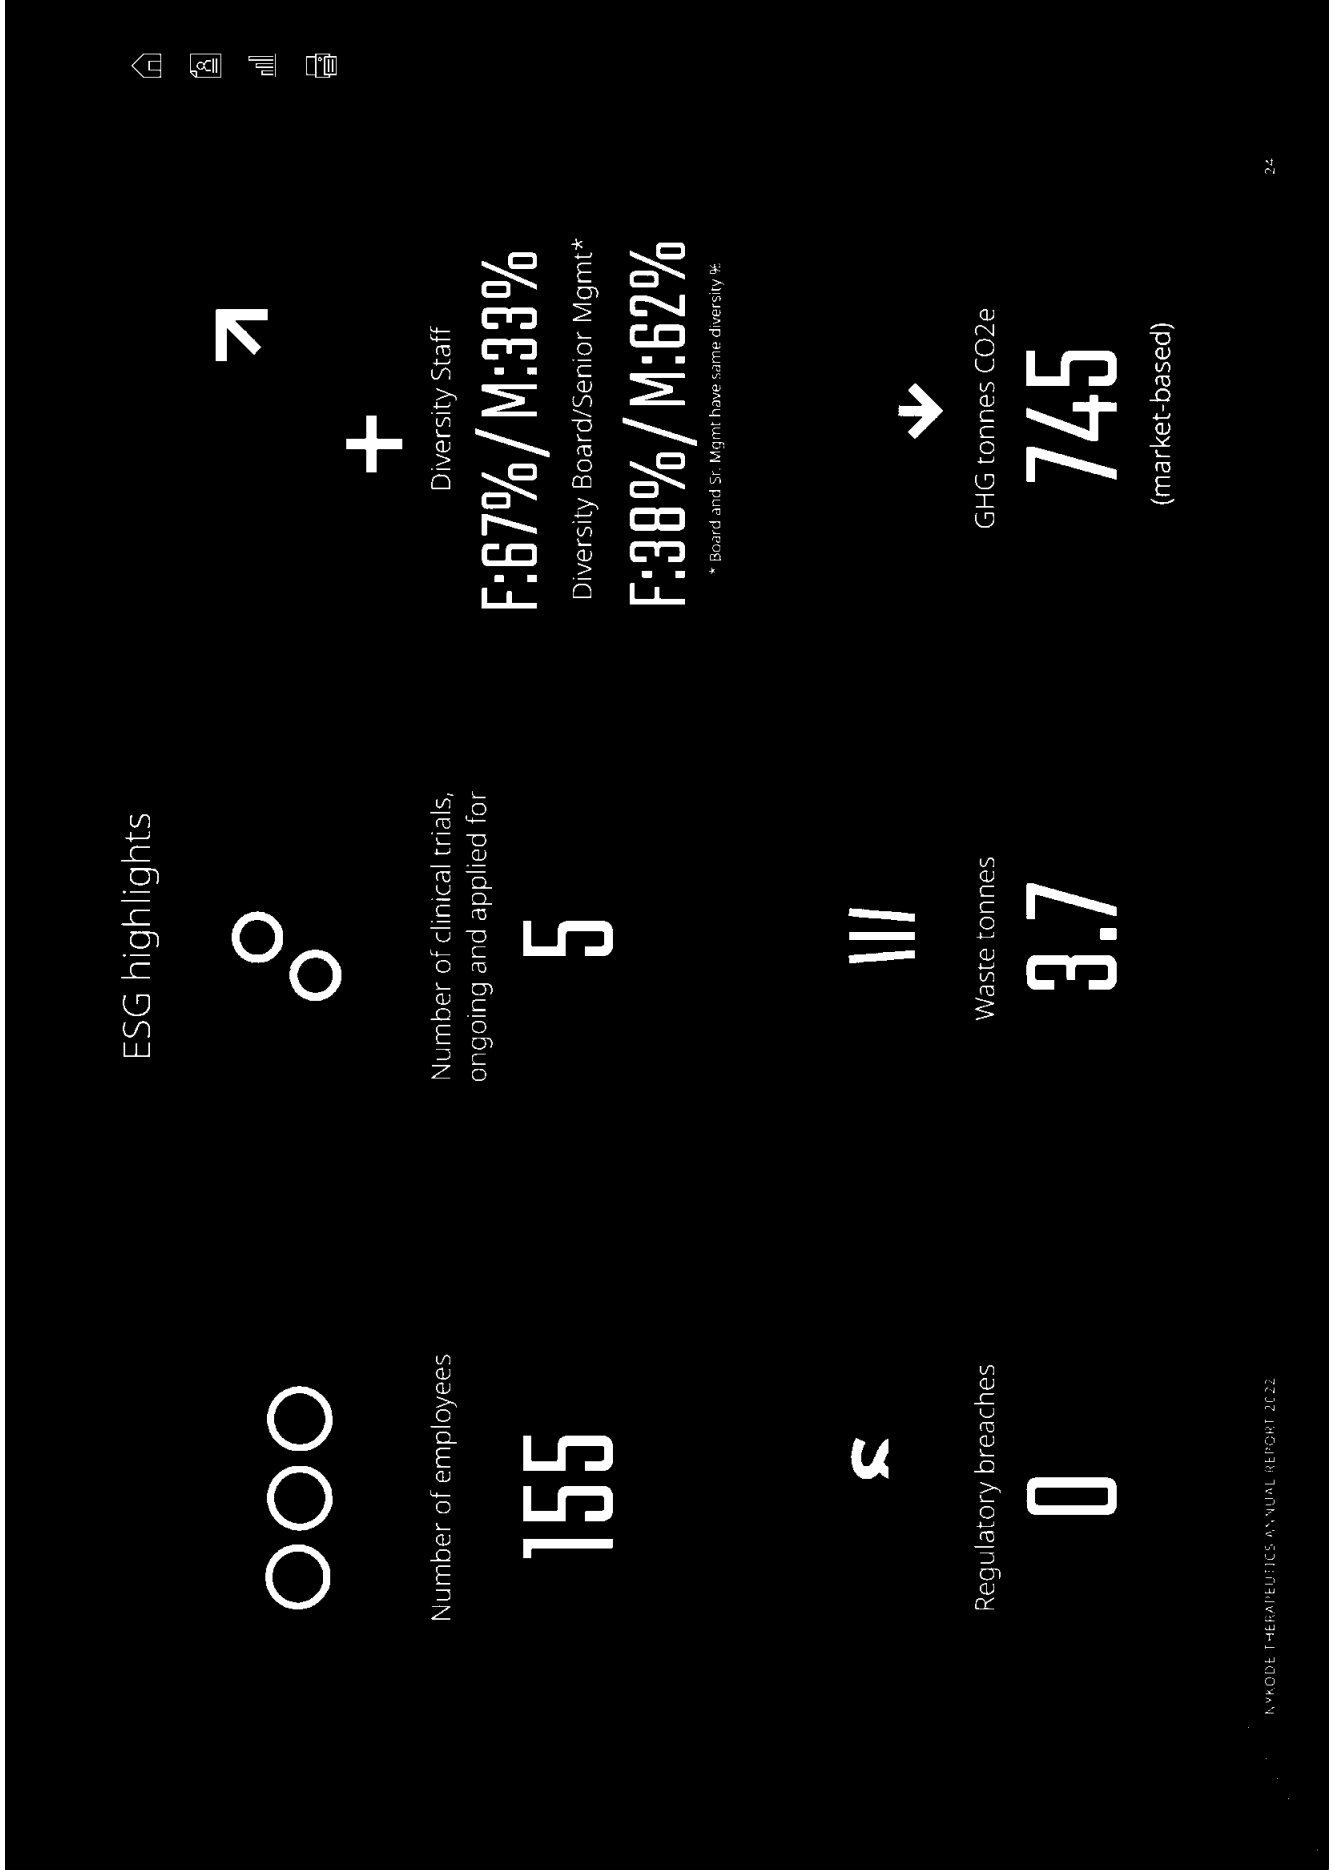 ESG highlights
Number of employees
155
Number of clinical trials,
ongoing and applied for
5
Diversity Staff
F:67%/M:33%
Diversity Board/Senior Mgmt*
F:38%/M:62%
* Board and Sr. Mgmt have same diversity %
Regulatory breaches
0
Waste tonnes
3.7
GHG tonnes CO2e
745
(market-based)
NYKODE THERAPEUTICS ANNUAL REPORT 2022
24